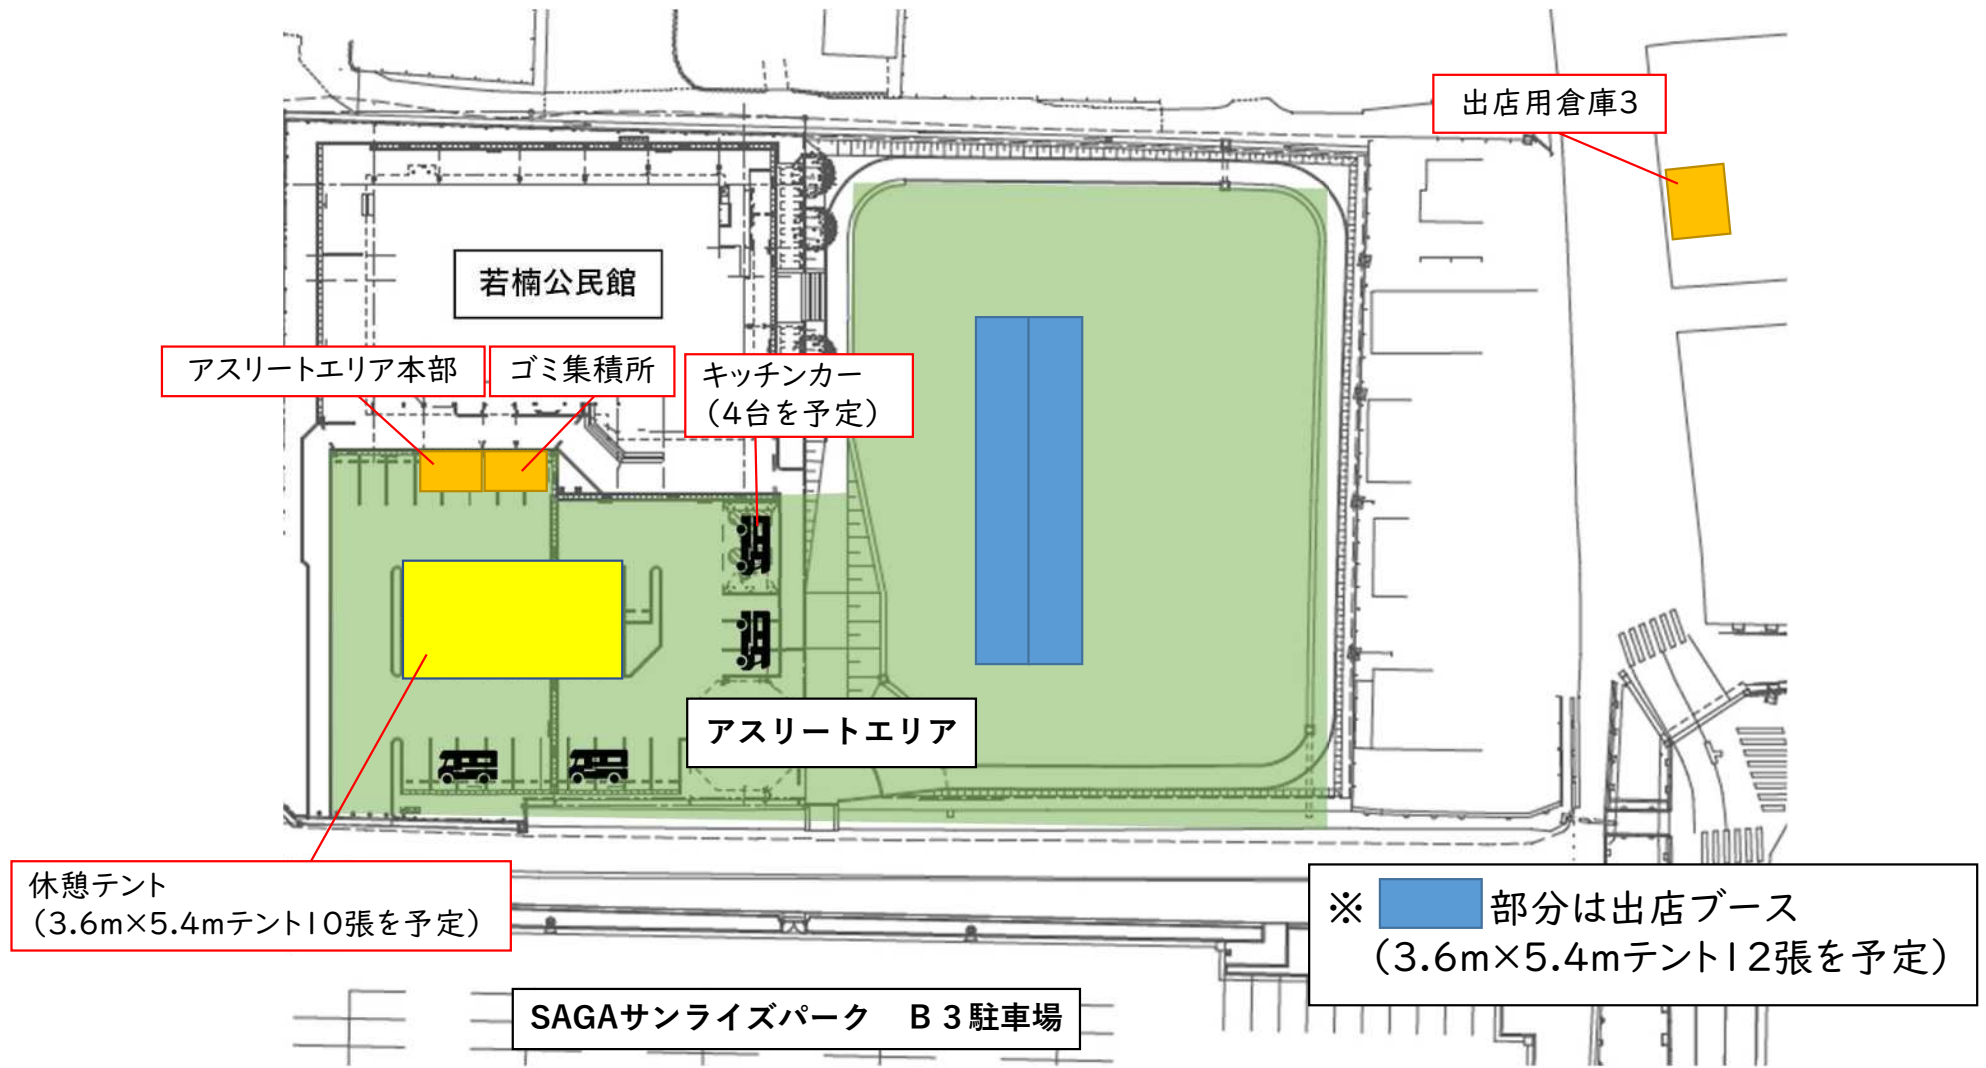 出店用倉庫3
若楠公民館
アスリートエリア本部
ゴミ集積所
キッチンカー
（4台を予定）
アスリートエリア
休憩テント
（3.6m×5.4mテント10張を予定）
※ 部分は出店ブース
（3.6m×5.4mテント12張を予定）
SAGAサンライズパーク　Ｂ３駐車場